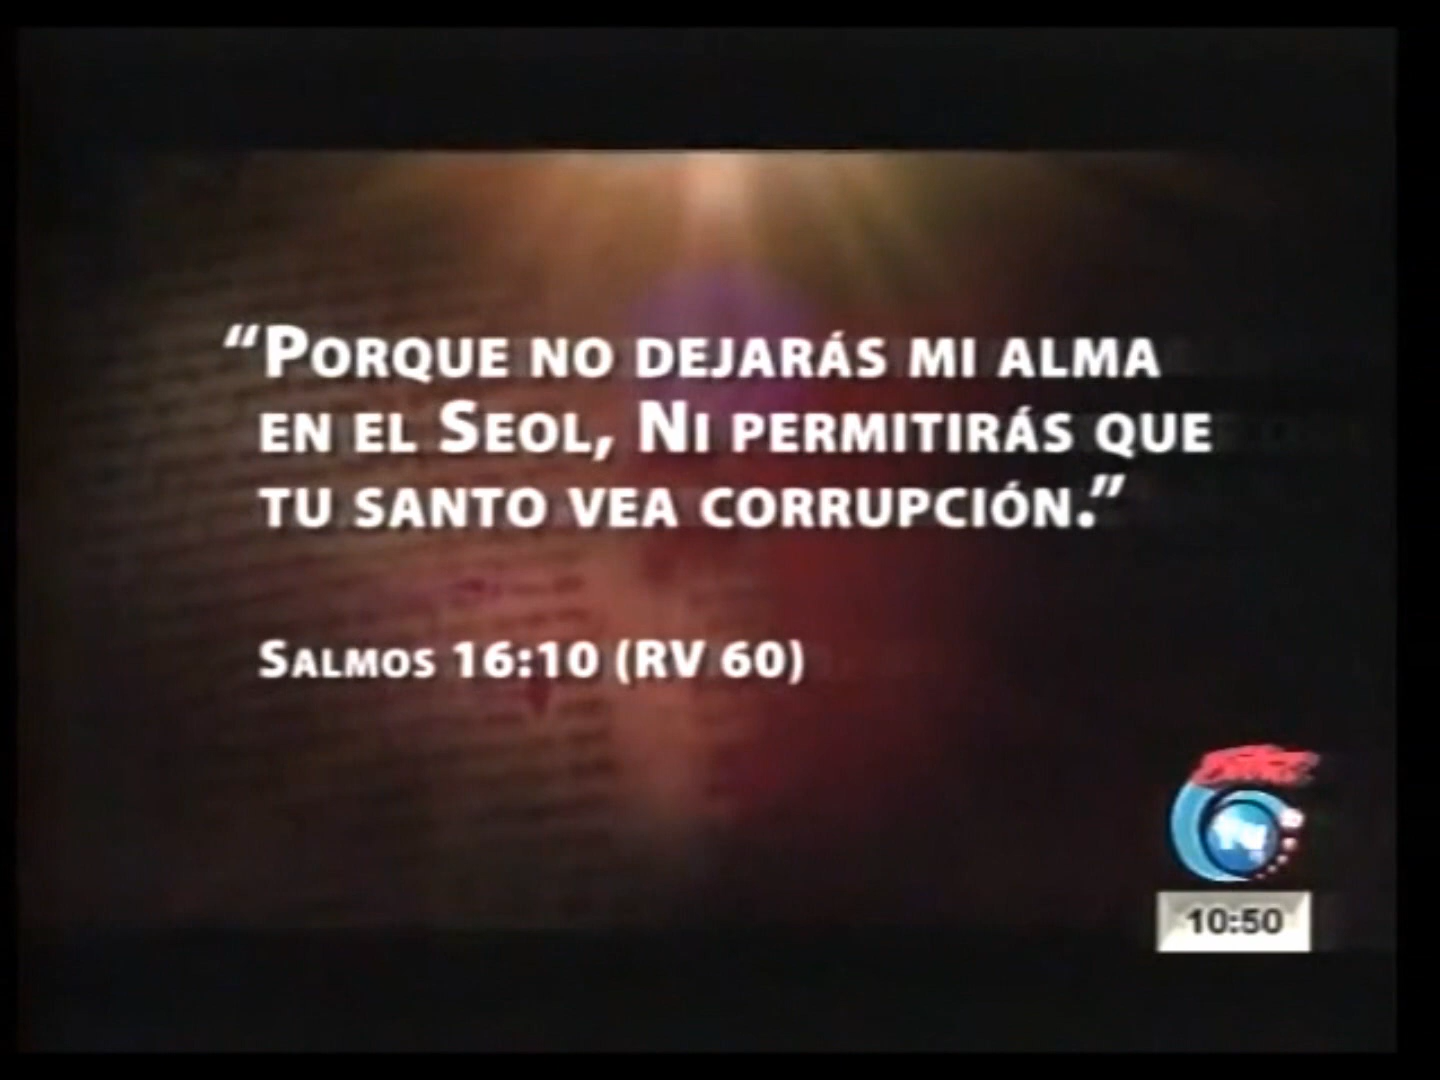 “Porque no dejarás mi alma
en el Seol, Ni permitirás que
tu santo vea corrupción.”
Salmos 16:10 (RV 60)
10:50